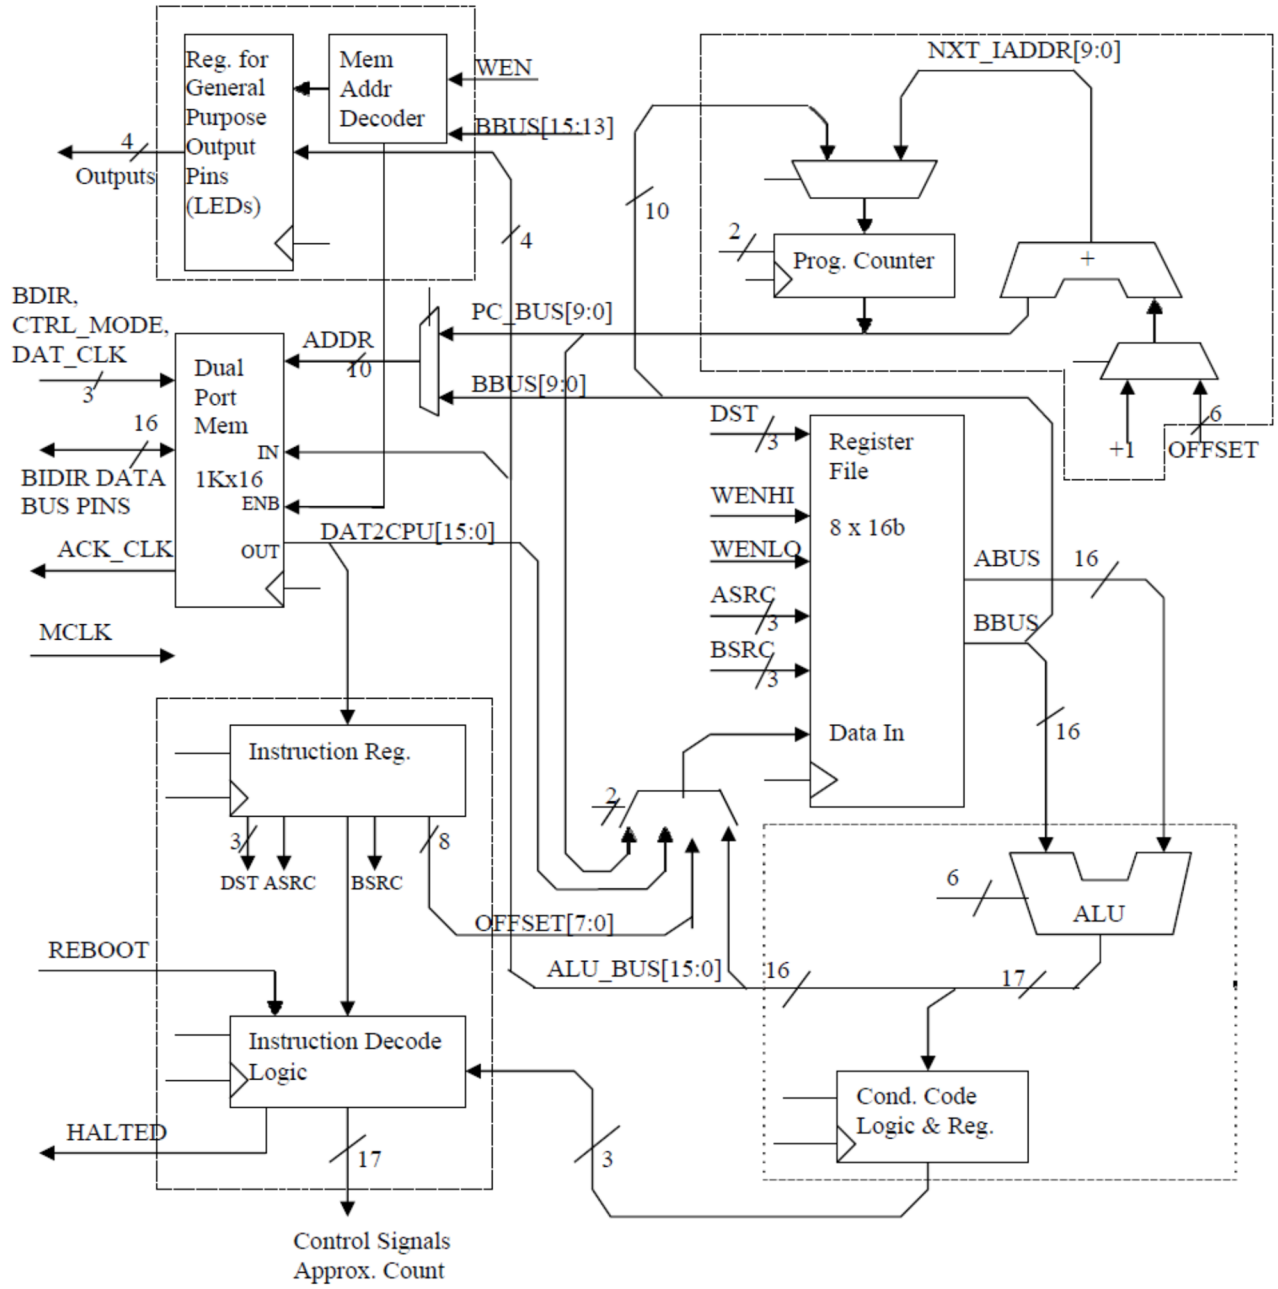 Reg. for
General
Purpose
Output
Pins
(LEDs)
Mem
Addr
Decoder
WEN
BBUS[15:13]
4
Outputs
4
NXT_IADDR[9:0]
10
2
Prog. Counter
+
+1
6
OFFSET
BDIR,
CTRL_MODE,
DAT_CLK
3
16
BIDIR DATA
BUS PINS
ACK_CLK
MCLK
Dual
Port
Mem
1Kx16
IN
ENB
OUT
ADDR
10
PC_BUS[9:0]
BBUS[9:0]
DAT2CPU[15:0]
DST
3
WENHI
WENLO
ASRC
3
BSRC
3
Register
File
8 x 16b
Data In
ABUS
16
BBUS
16
Instruction Reg.
3
8
DST ASRC
BSRC
OFFSET[7:0]
2
ALU_BUS[15:0]
16
17
6
ALU
REBOOT
Instruction Decode
Logic
HALTED
17
Control Signals
Approx. Count
3
Cond. Code
Logic & Reg.